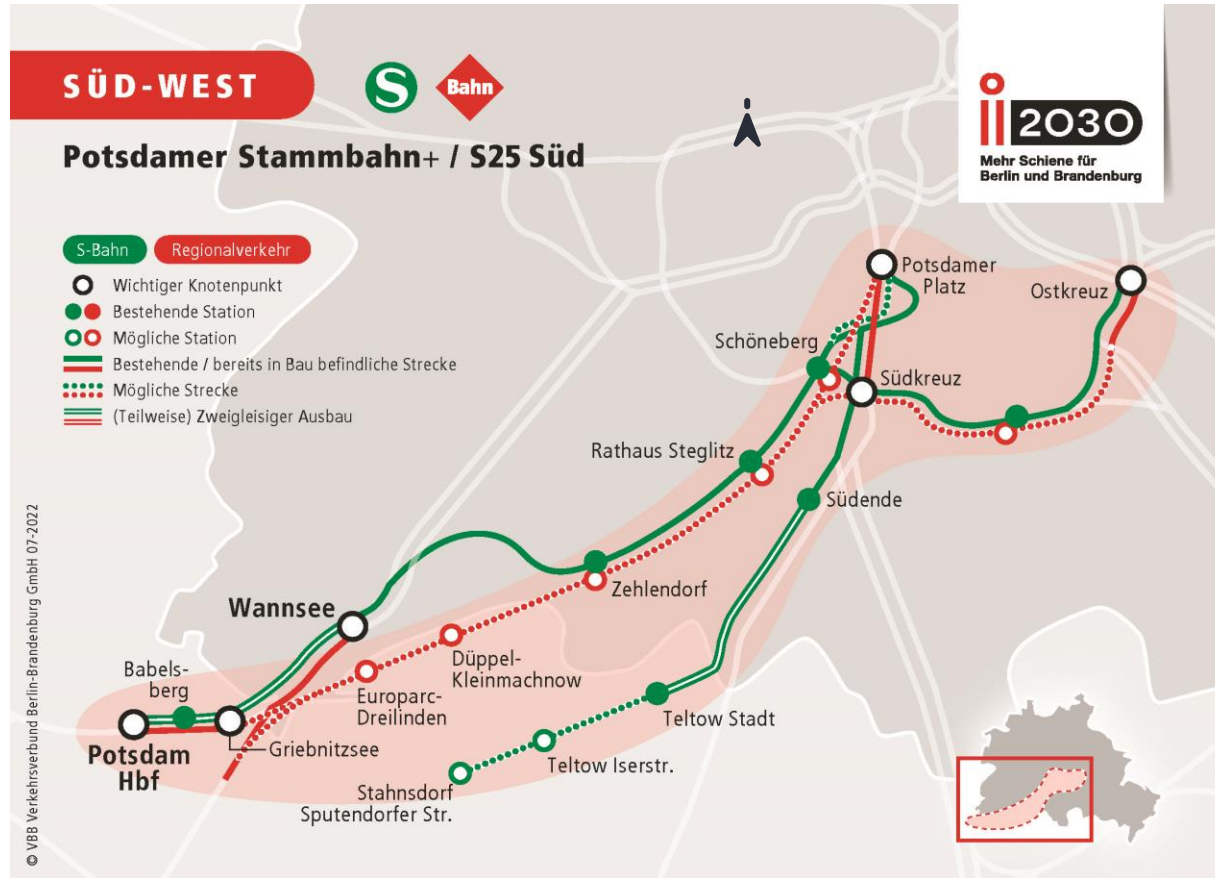 SÜD-WEST
S
Bahn
Potsdamer Stammbahn+ / S25 Süd
i2030
Mehr Schiene für
Berlin und Brandenburg
S-Bahn
Regionalverkehr
Wichtiger Knotenpunkt
Bestehende Station
Mögliche Station
Bestehende / bereits in Bau befindliche Strecke
Mögliche Strecke
(Teilweise) Zweigleisiger Ausbau
Potsdamer
Platz
Ostkreuz
Schöneberg
Südkreuz
Rathaus Steglitz
Südende
Zehlendorf
Wannsee
Düppel-
Kleinmachnow
Babels-
berg
Europarc-
Dreilinden
Griebnitzsee
Potsdam
Hbf
Teltow Stadt
Teltow Iserstr.
Stahnsdorf
Sputendorfer Str.
© VBB Verkehrsverbund Berlin-Brandenburg GmbH 07-2022